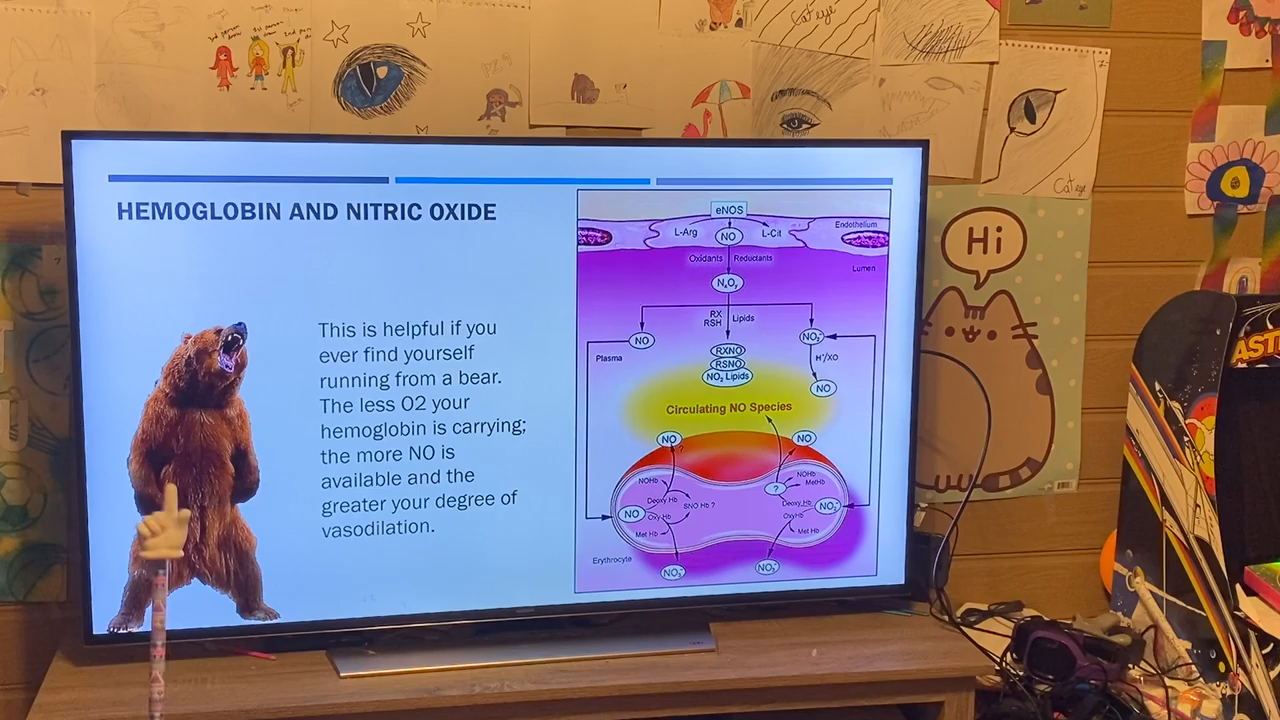 Cat eye
HEMOGLOBIN AND NITRIC OXIDE
This is helpful if you
ever find yourself
running from a bear.
The less O2 your
hemoglobin is carrying;
the more NO is
available and the
greater your degree of
vasodilation.
eNOS
L-Arg
NO
L-Cit
Endothelium
Oxidants
Reductants
Lumen
NxOy
RX
RSH
Lipids
NO
NO2-
Plasma
RXNO
RSNO
NO2 Lipids
H+/XO
NO
Circulating NO Species
NO
NO
NOHb
Deoxy Hb
SNO Hb ?
NO
Oxy Hb
Met Hb
?
NOHb
MetHb
Deoxy Hb
NO2-
OxyHb
Met Hb
Erythrocyte
NO3-
NO3-
Cat eye
Hi